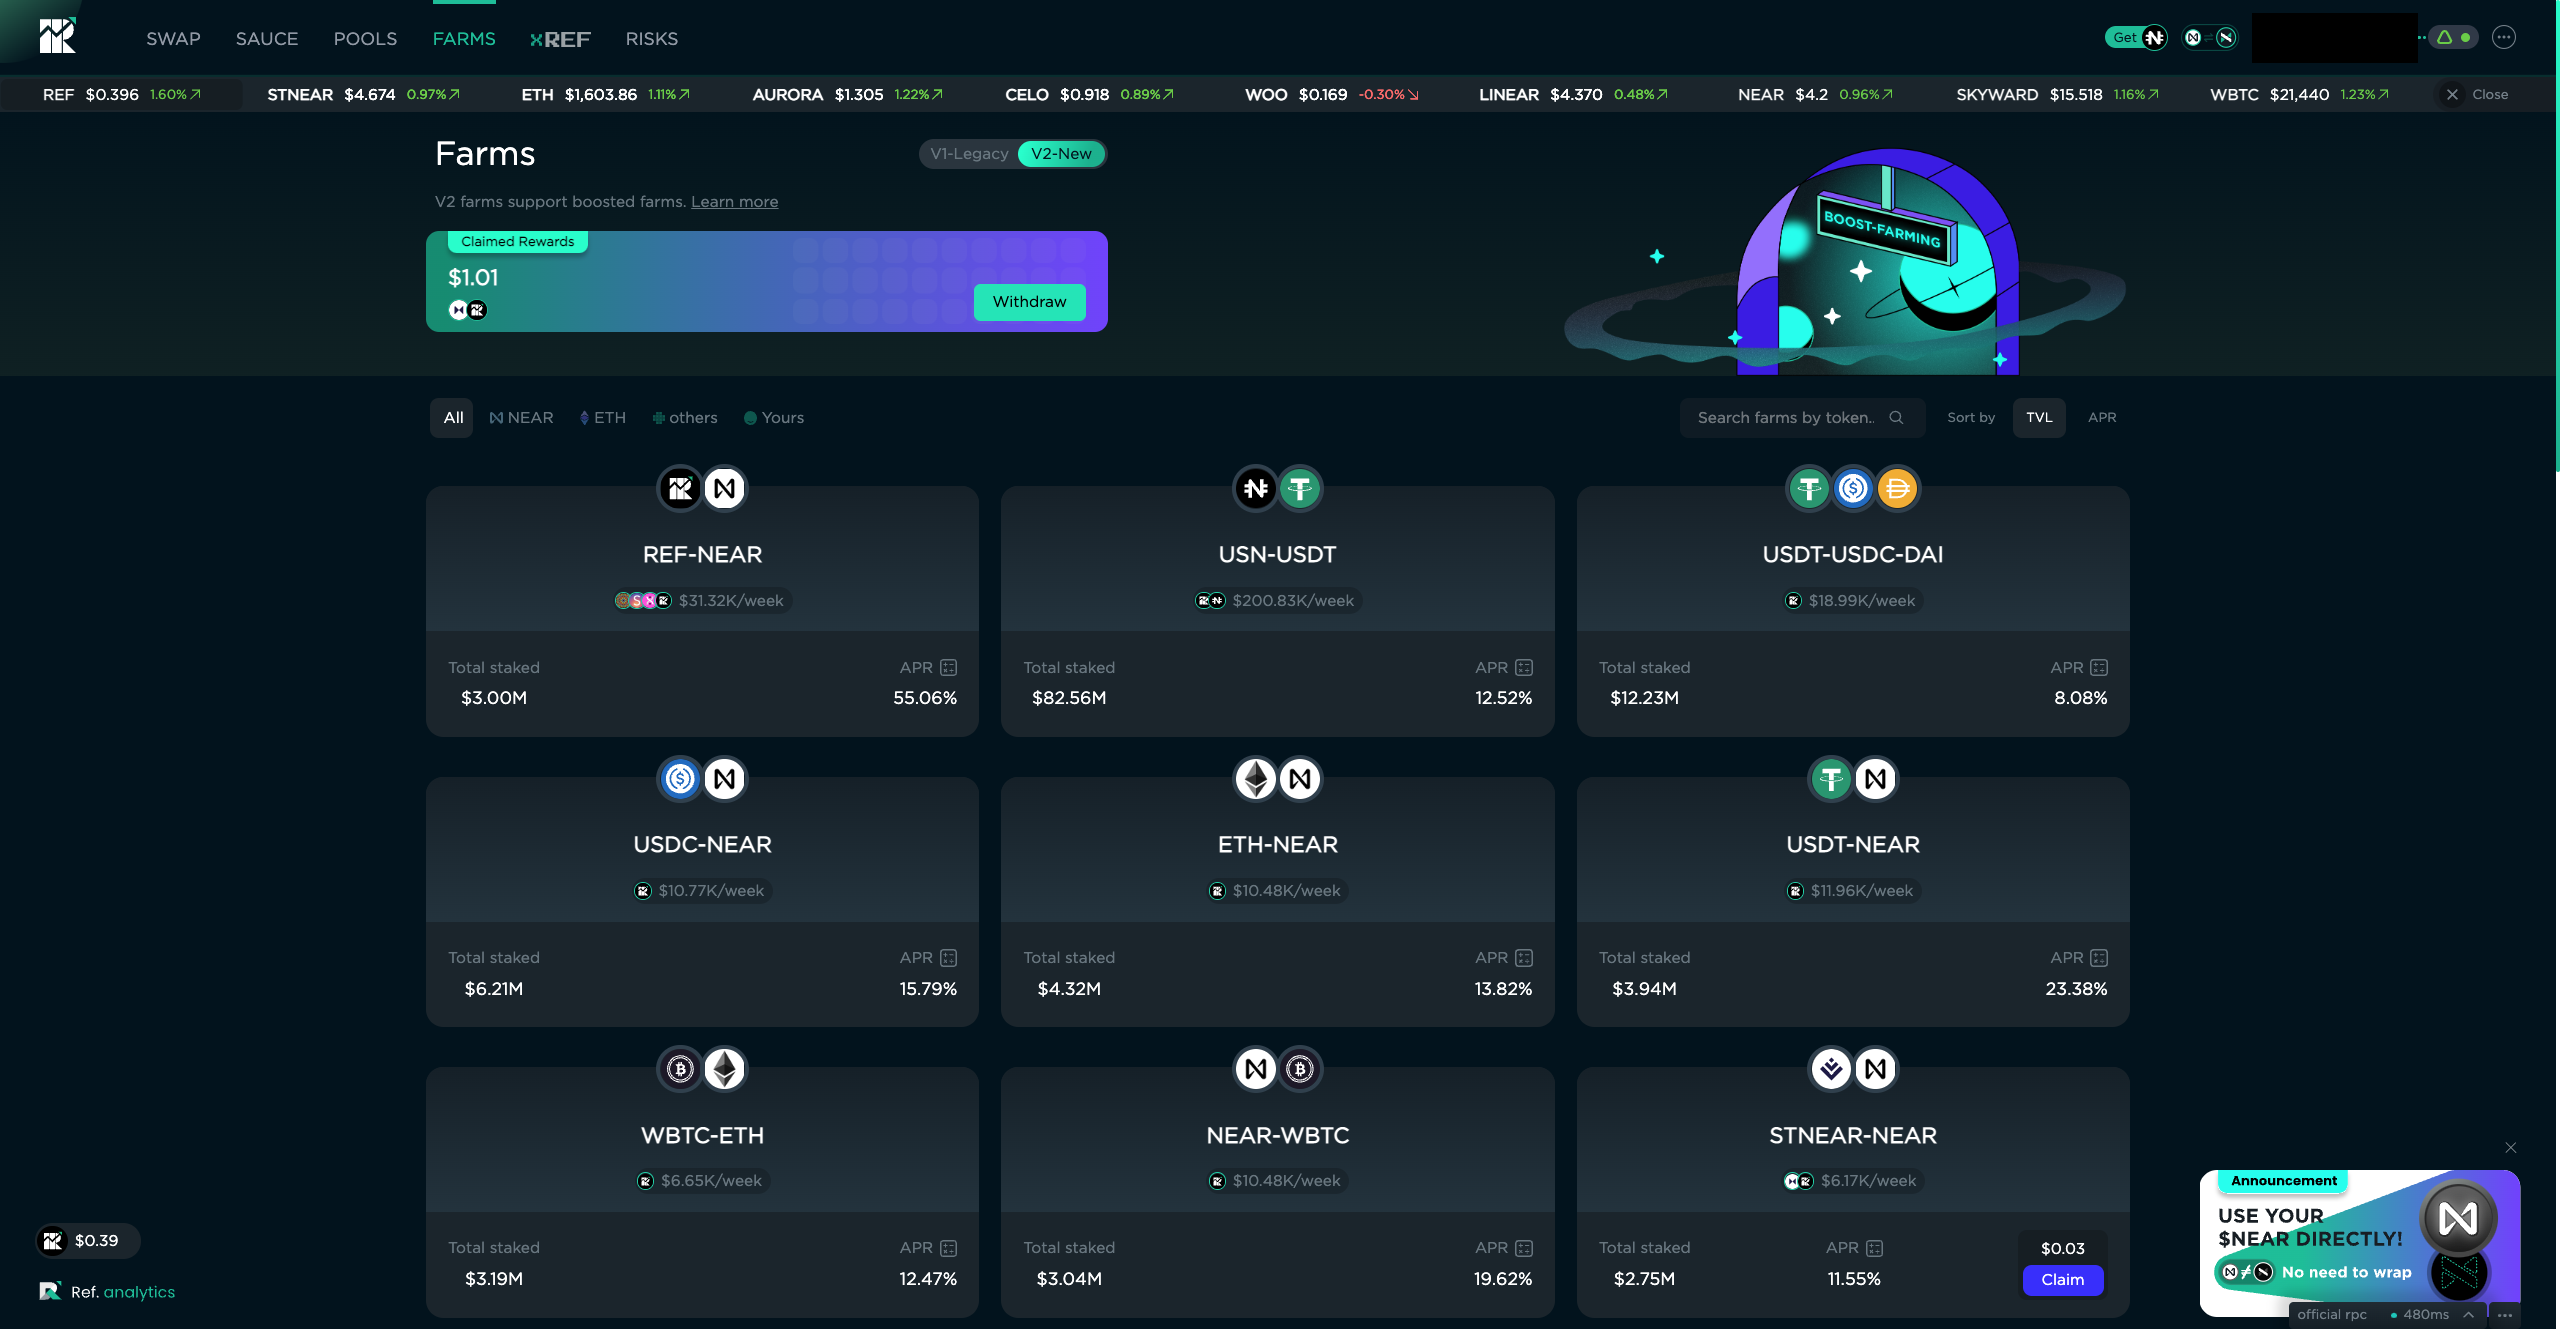 SWAP SAUCE POOLS FARMS xREF RISKS Get
REF $0.396 1.60% STNEAR $4.674 0.97% ETH $1,603.86 1.11% AURORA $1.305 1.22% CELO $0.918 0.89% WOO $0.169 -0.30% LINEAR $4.370 0.48% NEAR $4.2 0.96% SKYWARD $15.518 1.16% WBTC $21,440 1.23% Close
Farms V1-Legacy V2-New
V2 farms support boosted farms. Learn more
BOOST-FARMING
Claimed Rewards
$1.01
Withdraw
All NEAR ETH others Yours Search farms by token.. Sort by TVL APR
REF-NEAR USN-USDT USDT-USDC-DAI
$31.32K/week $200.83K/week $18.99K/week
Total staked APR Total staked APR Total staked APR
$3.00M 55.06% $82.56M 12.52% $12.23M 8.08%
USDC-NEAR ETH-NEAR USDT-NEAR
$10.77K/week $10.48K/week $11.96K/week
Total staked APR Total staked APR Total staked APR
$6.21M 15.79% $4.32M 13.82% $3.94M 23.38%
WBTC-ETH NEAR-WBTC STNEAR-NEAR
$6.65K/week $10.48K/week $6.17K/week
Total staked APR Total staked APR Total staked APR $0.03
$3.19M 12.47% $3.04M 19.62% $2.75M 11.55% Claim
$0.39
Ref. analytics
Announcement
USE YOUR
$NEAR DIRECTLY!
No need to wrap
official rpc 480ms